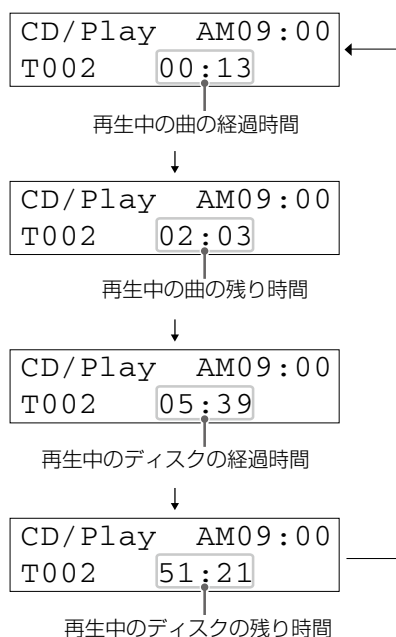 CD/Play AM09:00
T002 00:13
再生中の曲の経過時間
↓
CD/Play AM09:00
T002 02:03
再生中の曲の残り時間
↓
CD/Play AM09:00
T002 05:39
再生中のディスクの経過時間
↓
CD/Play AM09:00
T002 51:21
再生中のディスクの残り時間